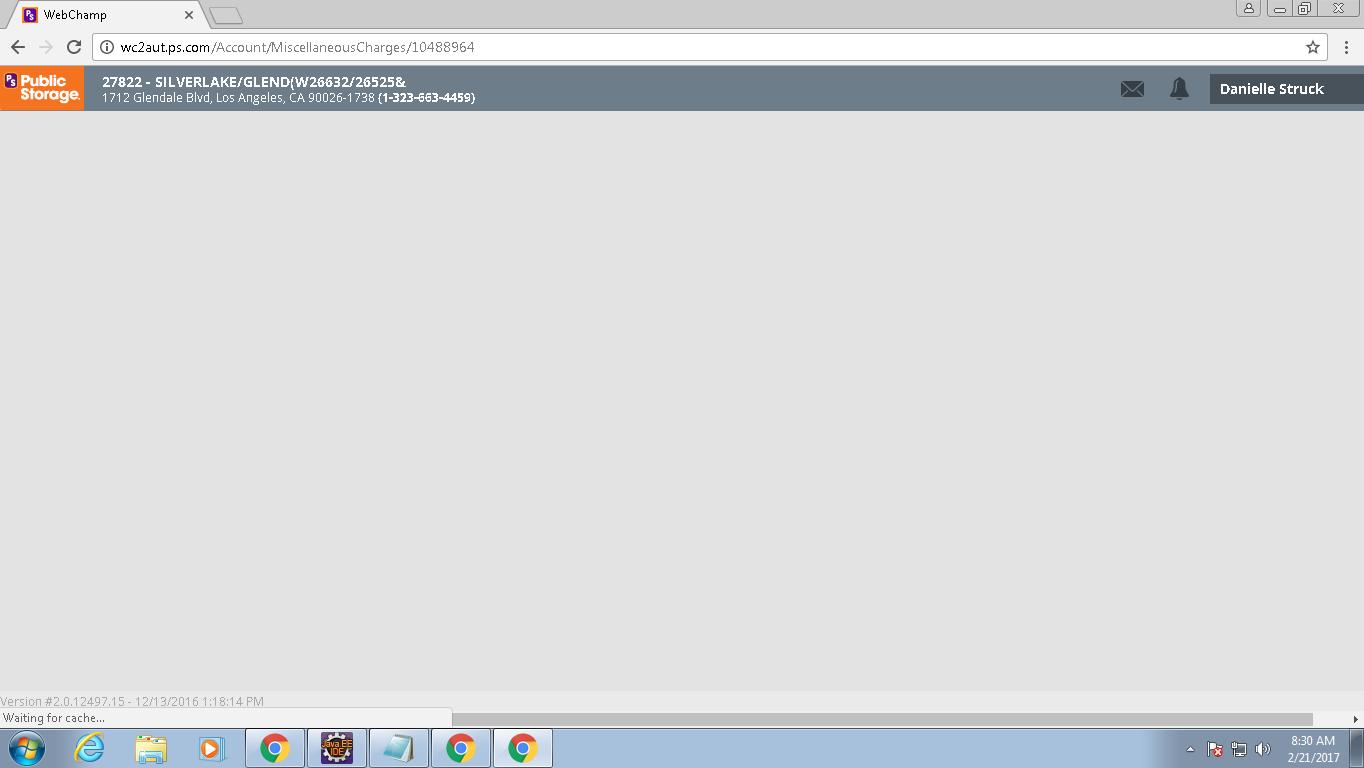 WebChamp
wc2aut.ps.com/Account/MiscellaneousCharges/10488964
PS Public Storage.
27822 - SILVERLAKE/GLEND(W26632/26525&
1712 Glendale Blvd, Los Angeles, CA 90026-1738 (1-323-663-4459)
Danielle Struck
Version #2.0.12497.15 - 12/13/2016 1:18:14 PM
Waiting for cache...
Java EE IDE
8:30 AM
2/21/2017